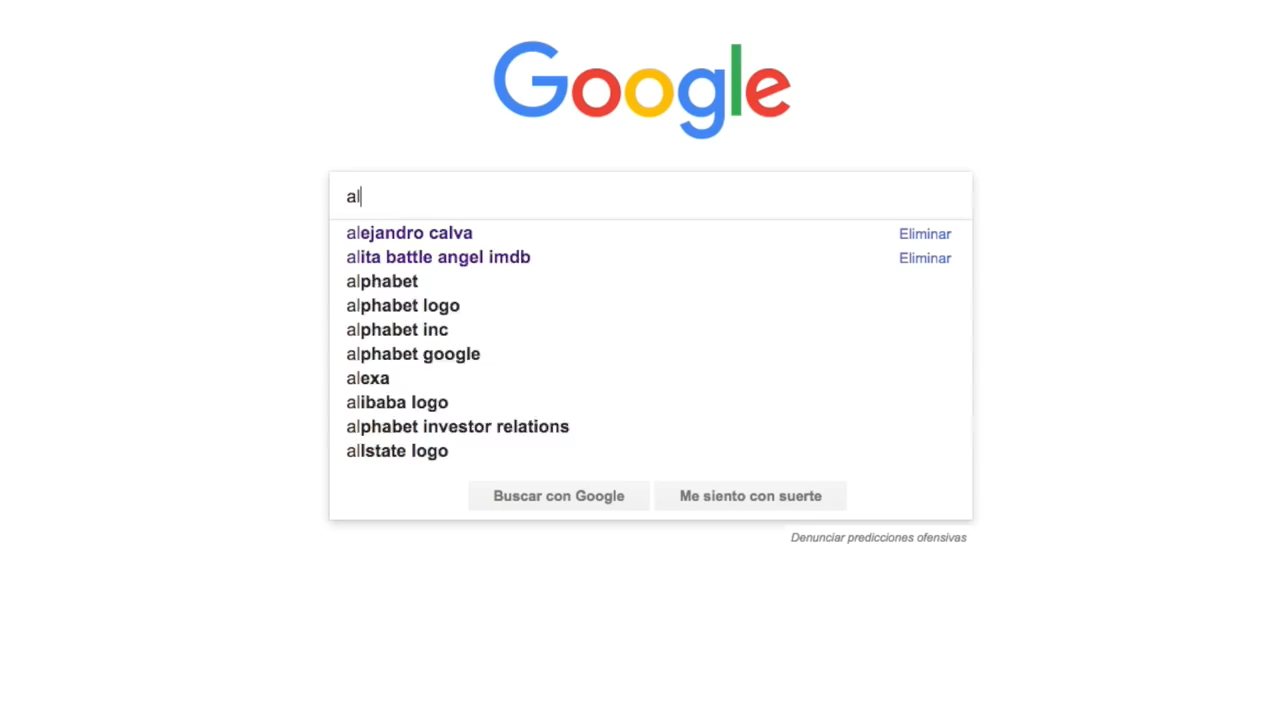 Google
al
alejandro calva Eliminar
alita battle angel imdb Eliminar
alphabet
alphabet logo
alphabet inc
alphabet google
alexa
alibaba logo
alphabet investor relations
allstate logo
Buscar con Google Me siento con suerte
Denunciar predicciones ofensivas